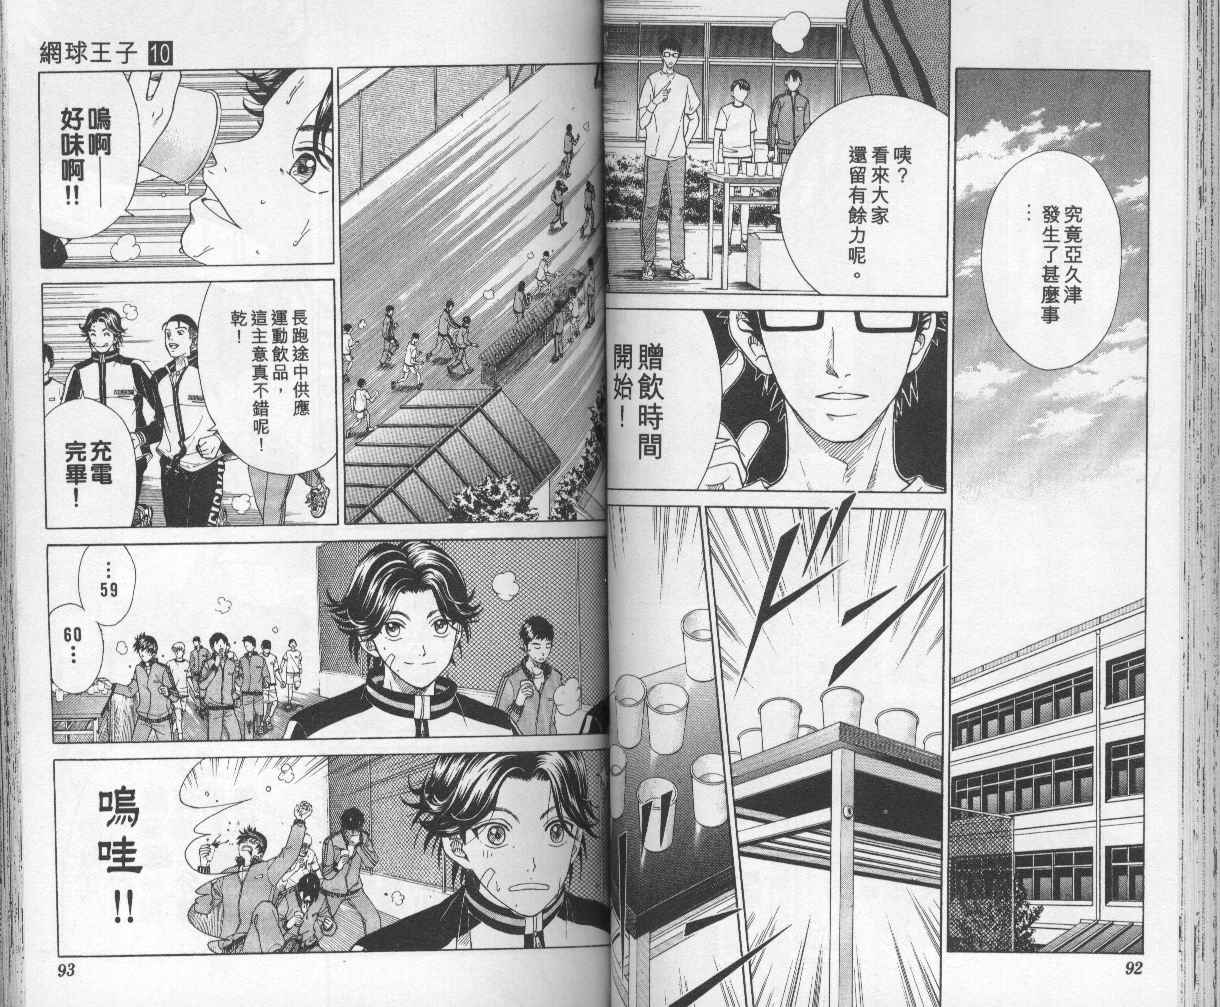 究竟亞久津
發生了甚麼事
…
咦？
看來大家
還留有餘力呢。
贈飲時間
開始！
92
網球王子 10
嗚啊——
好味啊!!
長跑途中供應
運動飲品，
這主意真不錯呢！
乾！
充電
完畢！
…59
60…
嗚哇!!
93